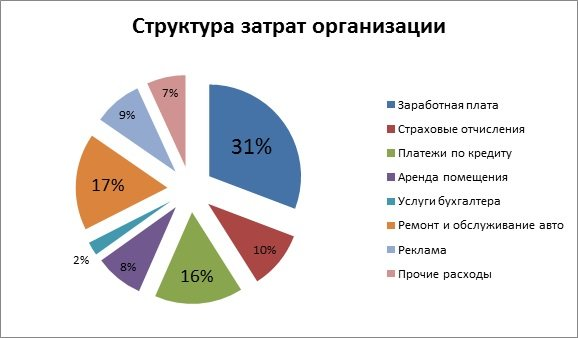 Структура затрат организации
31%
10%
16%
8%
2%
17%
9%
7%
Заработная плата
Страховые отчисления
Платежи по кредиту
Аренда помещения
Услуги бухгалтера
Ремонт и обслуживание авто
Реклама
Прочие расходы